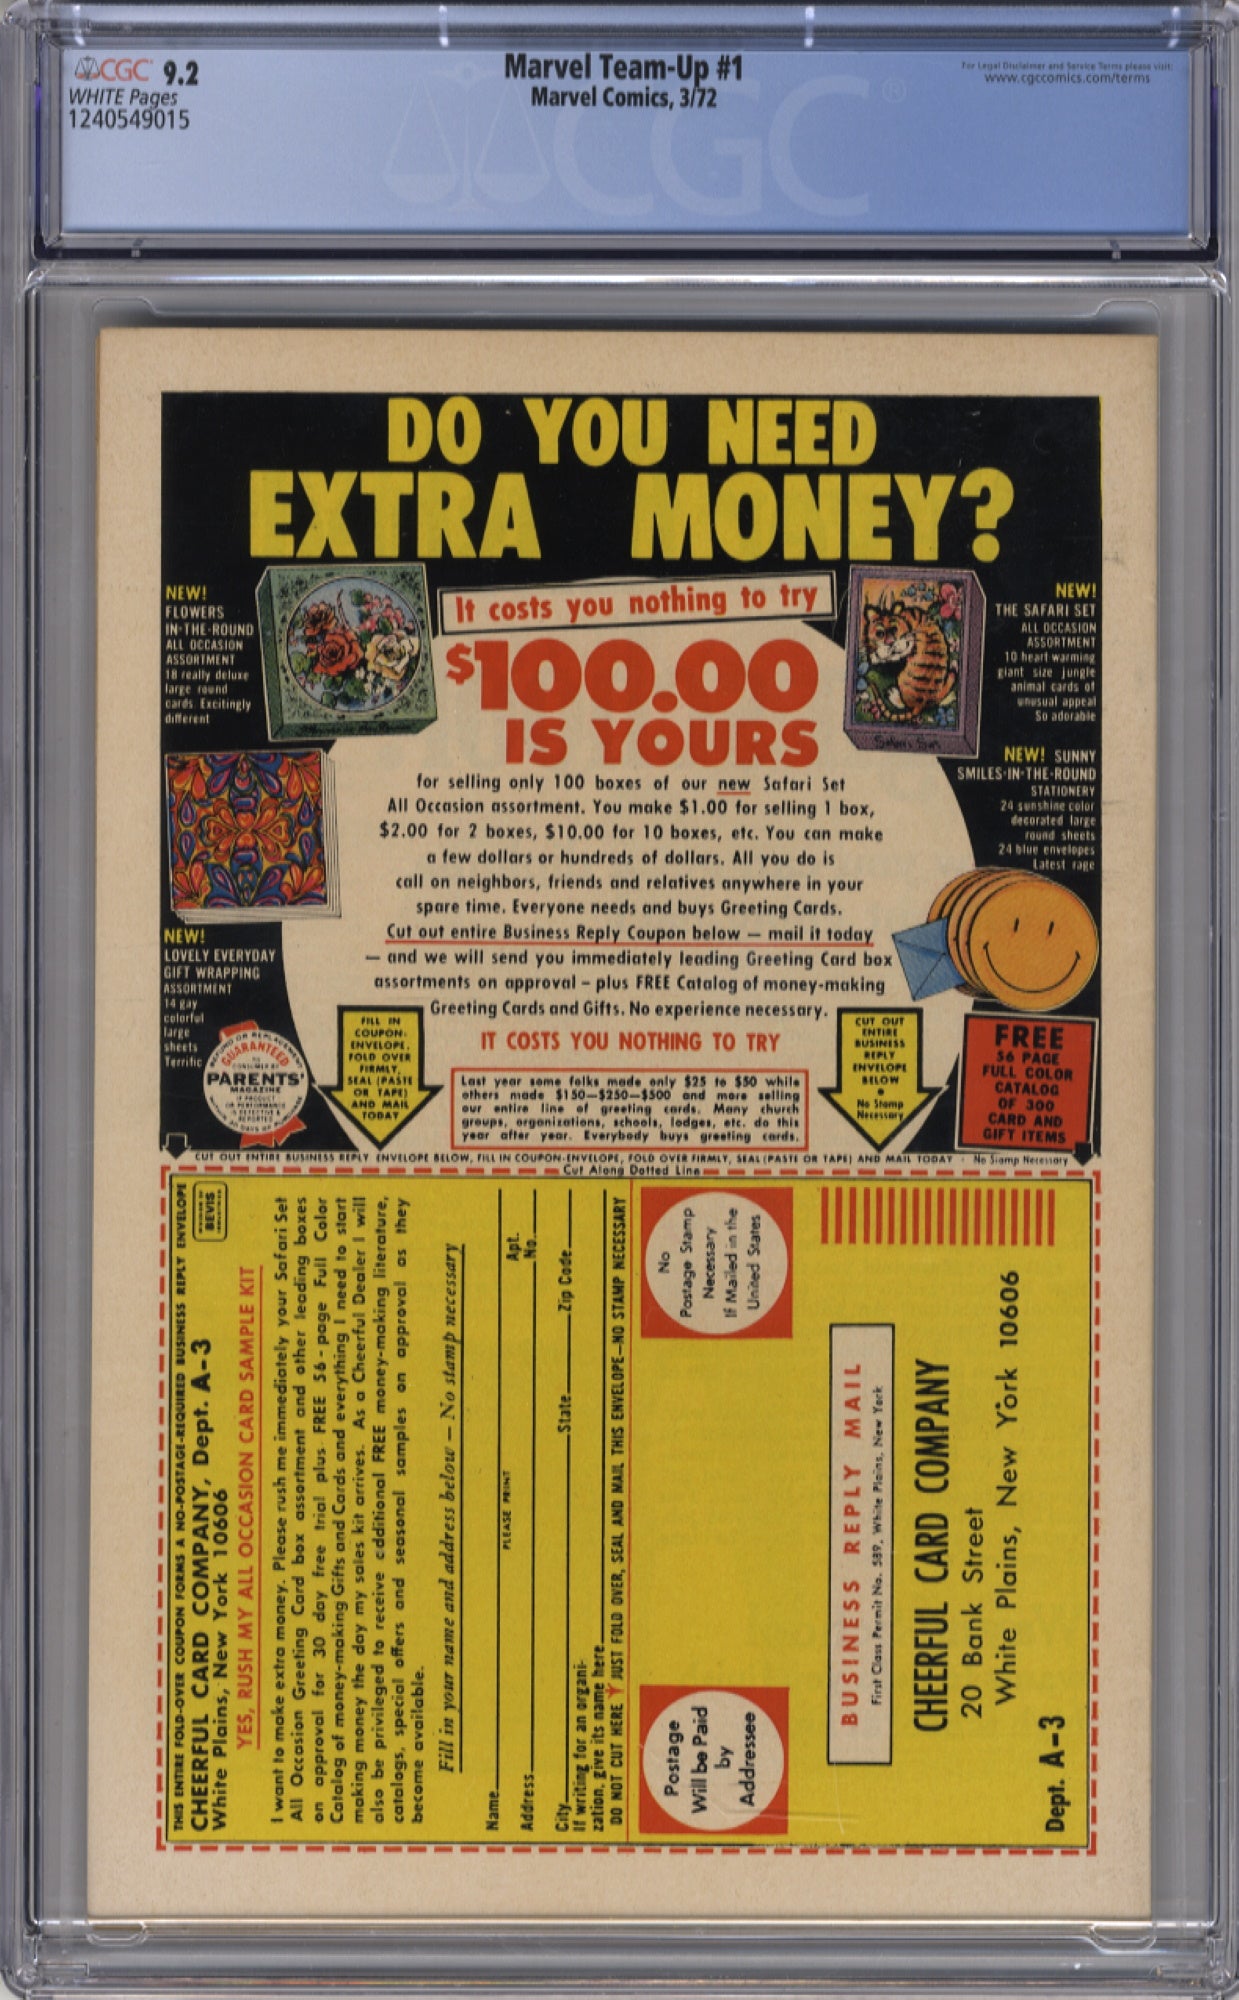 CGC 9.2
WHITE Pages
1240549015
Marvel Team-Up #1
Marvel Comics, 3/72
For Legal Disclaimer and Service Terms please visit:
www.cgccomics.com/terms
CGC ®
DO YOU NEED
EXTRA MONEY?
It costs you nothing to try
$100.00
IS YOURS
NEW!
FLOWERS
IN-THE-ROUND
ALL OCCASION
ASSORTMENT
18 really deluxe
large round
cards Excitingly
different
NEW!
THE SAFARI SET
ALL OCCASION
ASSORTMENT
10 heart warming
giant size jungle
animal cards of
unusual appeal
So adorable
Safari Set
NEW! SUNNY
SMILES-IN-THE-ROUND
STATIONERY
24 sunshine color
decorated large
round sheets
24 blue envelopes
Latest rage
for selling only 100 boxes of our new Safari Set
All Occasion assortment. You make $1.00 for selling 1 box,
$2.00 for 2 boxes, $10.00 for 10 boxes, etc. You can make
a few dollars or hundreds of dollars. All you do is
call on neighbors, friends and relatives anywhere in your
spare time. Everyone needs and buys Greeting Cards.
Cut out entire Business Reply Coupon below — mail it today
— and we will send you immediately leading Greeting Card box
assortments on approval – plus FREE Catalog of money-making
Greeting Cards and Gifts. No experience necessary.
IT COSTS YOU NOTHING TO TRY
NEW!
LOVELY EVERYDAY
GIFT WRAPPING
ASSORTMENT
14 gay
colorful
large
sheets
Terrific
REFUND OR REPLACEMENT
GUARANTEED
TO
CONSUMER BY
PARENTS'
MAGAZINE
IF PRODUCT
OR PERFORMANCE
IS DEFECTIVE &
REPORTED
WITHIN 30 DAYS OF PURCHASE
FILL IN
COUPON-
ENVELOPE,
FOLD OVER
FIRMLY,
SEAL (PASTE
OR TAPE)
AND MAIL
TODAY
Last year some folks made only $25 to $50 while
others made $150—$250—$500 and more selling
our entire line of greeting cards. Many church
groups, organizations, schools, lodges, etc. do this
year after year. Everybody buys greeting cards.
CUT OUT
ENTIRE
BUSINESS
REPLY
ENVELOPE
BELOW
•
No Stamp
Necessary
FREE
56 PAGE
FULL COLOR
CATALOG
OF 300
CARD AND
GIFT ITEMS
CUT OUT ENTIRE BUSINESS REPLY ENVELOPE BELOW, FILL IN COUPON-ENVELOPE, FOLD OVER FIRMLY, SEAL (PASTE OR TAPE) AND MAIL TODAY - No Stamp Necessary
Cut Along Dotted Line
THIS ENTIRE FOLD-OVER COUPON FORMS A NO-POSTAGE-REQUIRED BUSINESS REPLY ENVELOPE
CHEERFUL CARD COMPANY, Dept. A-3
White Plains, New York 10606
DIVISION OF
BEVIS
INDUSTRIES
YES, RUSH MY ALL OCCASION CARD SAMPLE KIT
I want to make extra money. Please rush me immediately your Safari Set
All Occasion Greeting Card box assortment and other leading boxes
on approval for 30 day free trial plus FREE 56-page Full Color
Catalog of money-making Gifts and Cards and everything I need to start
making money the day my sales kit arrives. As a Cheerful Dealer I will
also be privileged to receive additional FREE money-making literature,
catalogs, special offers and seasonal samples on approval as they
become available.
Fill in your name and address below — No stamp necessary
Name
PLEASE PRINT
Address Apt. No.
City State Zip Code
If writing for an organi-
zation, give its name here
DO NOT CUT HERE JUST FOLD OVER, SEAL AND MAIL THIS ENVELOPE—NO STAMP NECESSARY
Postage
Will be Paid
by
Addressee
No
Postage Stamp
Necessary
If Mailed in the
United States
BUSINESS REPLY MAIL
First Class Permit No. 589, White Plains, New York
CHEERFUL CARD COMPANY
20 Bank Street
White Plains, New York 10606
Dept. A-3